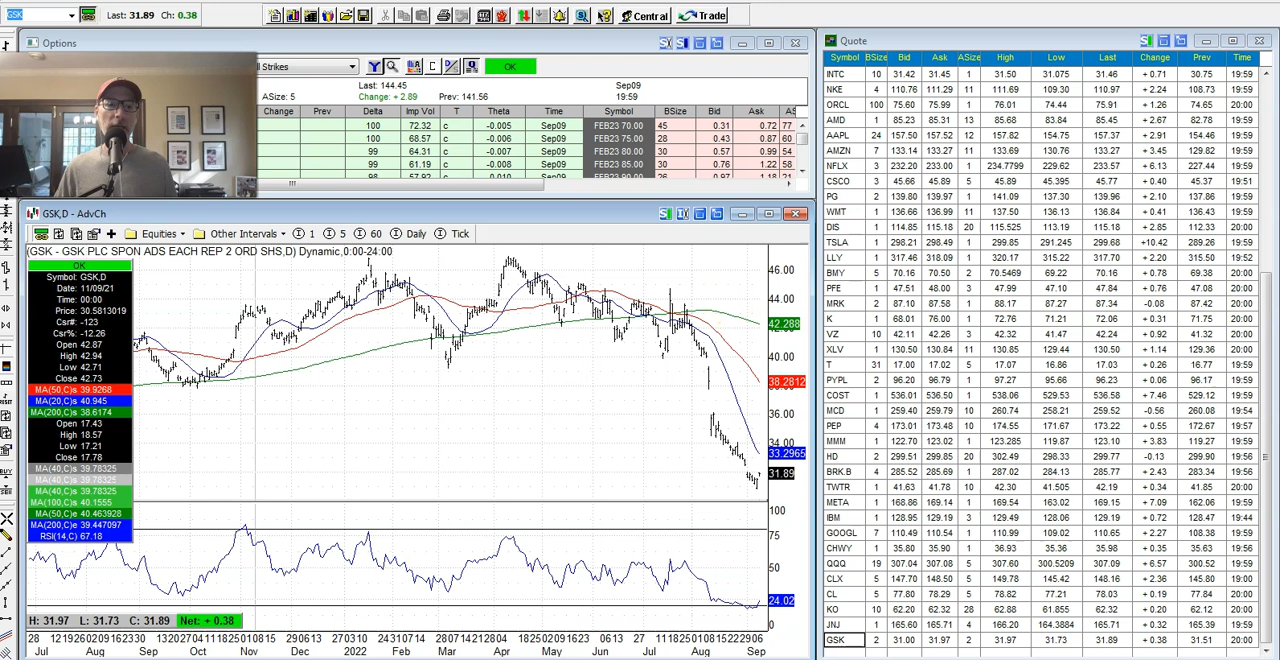 GSK Last: 31.89 Ch: 0.38 Central Trade
Options
ll Strikes OK
ASize: 5 Last: 144.45 Change: + 2.89 Prev: 141.56 Sep09 19:59
Change Prev Delta Imp Vol T Theta Time Symbol BSize Bid Ask AS
100 72.32 c -0.005 Sep09 FEB23 70.00 45 0.31 0.72 77
100 68.57 c -0.006 Sep09 FEB23 75.00 28 0.43 0.87 60
99 64.31 c -0.007 Sep09 FEB23 80.00 30 0.57 0.99 54
99 61.19 c -0.008 Sep09 FEB23 85.00 30 0.76 1.22 58
GSK,D - AdvCh
Equities Other Intervals 1 5 60 Daily Tick
(GSK - GSK PLC SPON ADS EACH REP 2 ORD SHS,D) Dynamic,0:00-24:00
OK
Symbol: GSK,D
Date: 11/09/21
Time: 00:00
Price: 30.5813019
Csr#: -123
Csr%: -12.26
Open 42.87
High 42.94
Low 42.71
Close 42.73
MA(50,C)s 39.9268
MA(20,C)s 40.945
MA(200,C)s 38.6174
Open 17.43
High 18.57
Low 17.21
Close 17.78
MA(40,C)s 39.78325
MA(40,C)s 39.78325
MA(40,C)s 39.78325
MA(100,C)s 40.1555
MA(50,C)e 40.463928
MA(200,C)e 39.447097
RSI(14,C) 67.18
46.00
44.00
42.288
40.00
38.2812
36.00
34.00
33.2965
31.89
100
75
50
24.02
0
H: 31.97 L: 31.73 C: 31.89 Net: + 0.38
Jul Aug Sep Oct Nov Dec 2022 Feb Mar Apr May Jun Jul Aug Sep
Quote
Symbol BSize Bid Ask ASize High Low Last Change Prev Time
INTC 10 31.42 31.45 1 31.50 31.075 31.46 + 0.71 30.75 19:59
NKE 4 110.76 111.29 11 111.69 109.30 110.97 + 2.24 108.73 19:59
ORCL 100 75.60 75.99 1 76.01 74.44 75.91 + 1.26 74.65 20:00
AMD 4 85.23 85.31 13 85.68 83.84 85.45 + 2.67 82.78 19:59
AAPL 24 157.50 157.52 12 157.82 154.75 157.37 + 2.91 154.46 19:59
AMZN 7 133.14 133.27 11 133.69 130.76 133.27 + 3.45 129.82 19:59
NFLX 3 232.20 233.00 1 234.7799 229.62 233.57 + 6.13 227.44 19:59
CSCO 3 45.66 45.89 5 45.89 45.395 45.77 + 0.40 45.37 19:51
PG 2 139.80 139.97 1 141.09 137.30 139.96 + 2.10 137.86 19:59
WMT 1 136.66 136.99 11 137.50 136.13 136.84 + 0.41 136.43 19:59
DIS 1 114.85 115.18 20 115.525 113.09 115.18 + 2.85 112.33 20:00
TSLA 1 298.21 298.49 1 299.85 291.245 299.68 +10.42 289.26 19:59
LLY 1 317.46 318.09 1 320.17 315.22 317.70 + 2.20 315.50 19:52
BMY 5 70.16 70.50 2 70.5469 69.22 70.16 + 0.78 69.38 20:00
PFE 1 47.51 48.00 3 47.99 47.10 47.84 + 0.76 47.08 20:00
MRK 2 87.10 87.58 1 88.17 87.27 87.34 -0.08 87.42 20:00
K 1 68.01 76.00 1 72.76 71.21 72.06 + 0.31 71.75 20:00
VZ 10 42.11 42.26 3 42.32 41.47 42.24 + 0.92 41.32 20:00
XLV 1 130.50 130.84 11 130.85 129.44 130.50 + 1.14 129.36 20:00
T 31 17.00 17.02 5 17.07 16.86 17.03 + 0.26 16.77 20:00
PYPL 2 96.20 96.79 1 97.27 95.66 96.23 + 0.06 96.17 19:59
COST 1 536.01 536.50 1 538.06 529.53 536.58 + 7.46 529.12 19:59
MCD 1 259.40 259.79 10 260.74 258.21 259.52 -0.56 260.08 19:54
PEP 4 173.01 173.48 10 174.55 171.67 173.22 + 0.55 172.67 19:57
MMM 1 122.70 123.02 1 123.285 119.87 123.10 + 3.83 119.27 19:59
HD 2 299.51 299.89 20 302.49 298.33 299.77 -0.13 299.90 19:56
BRK.B 4 285.52 285.69 1 287.02 284.13 285.77 + 2.43 283.34 19:56
TWTR 1 41.63 41.78 10 42.30 41.505 42.19 + 0.34 41.85 20:00
META 1 168.86 169.14 1 169.54 163.02 169.15 + 7.09 162.06 19:59
IBM 1 128.95 129.19 3 129.49 128.06 129.19 + 0.72 128.47 19:44
GOOGL 7 110.49 110.54 1 110.99 109.02 110.65 + 2.27 108.38 19:59
CHWY 1 35.80 35.90 1 36.93 35.36 35.98 + 0.35 35.63 19:56
QQQ 19 307.04 307.08 5 307.60 300.5209 307.09 + 6.57 300.52 19:59
CLX 5 147.70 148.50 5 149.78 145.42 148.16 + 2.36 145.80 19:00
CL 5 77.80 78.29 5 78.82 77.21 78.03 + 0.19 77.84 20:00
KO 10 62.20 62.32 28 62.88 61.855 62.32 + 0.20 62.12 20:00
JNJ 1 165.65 165.71 4 166.20 164.3884 165.71 + 0.32 165.39 19:54
GSK 2 31.00 31.97 2 31.97 31.73 31.89 + 0.38 31.51 20:00